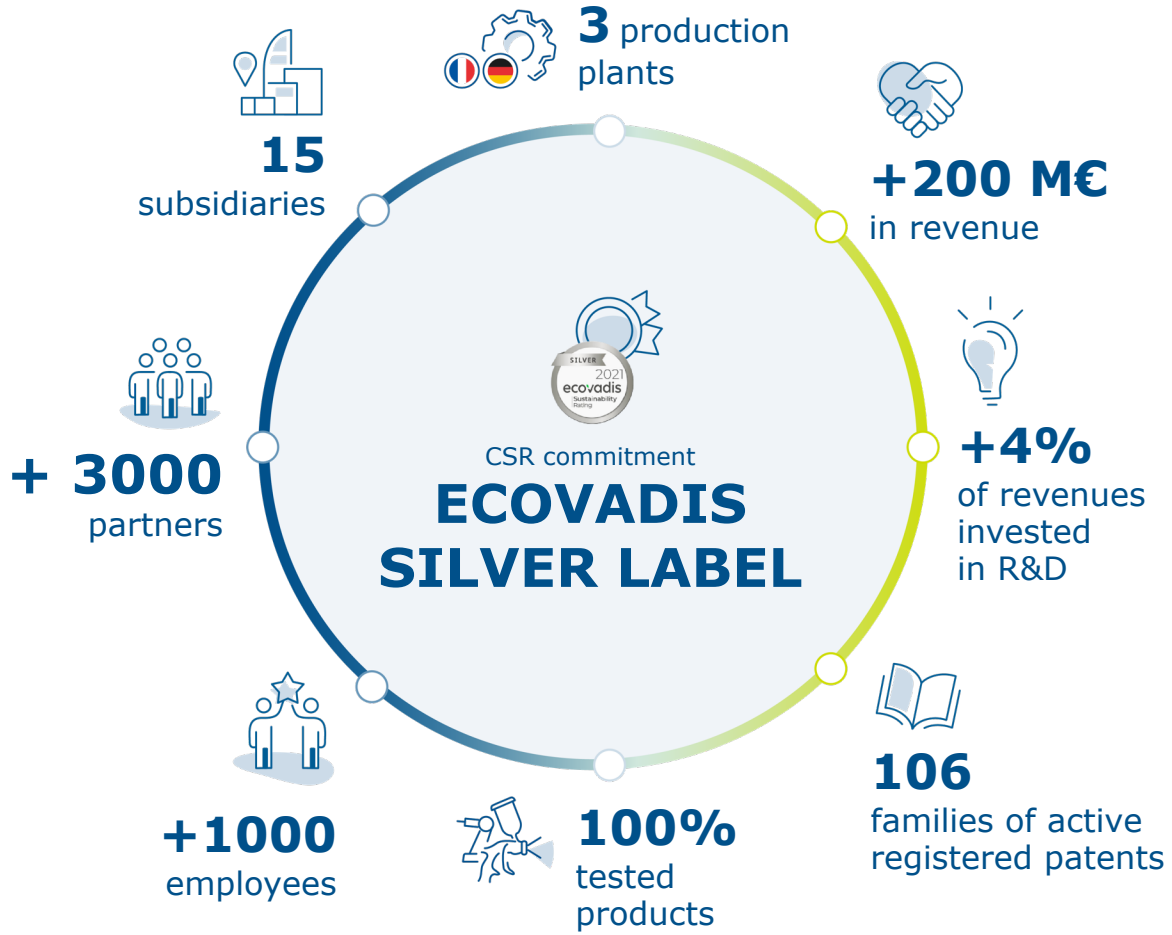 3 production
plants
+200 M€
in revenue
+4%
of revenues
invested
in R&D
106
families of active
registered patents
100%
tested
products
+1000
employees
+ 3000
partners
15
subsidiaries
SILVER
2021
ecovadis
Sustainability
Rating
CSR commitment
ECOVADIS
SILVER LABEL